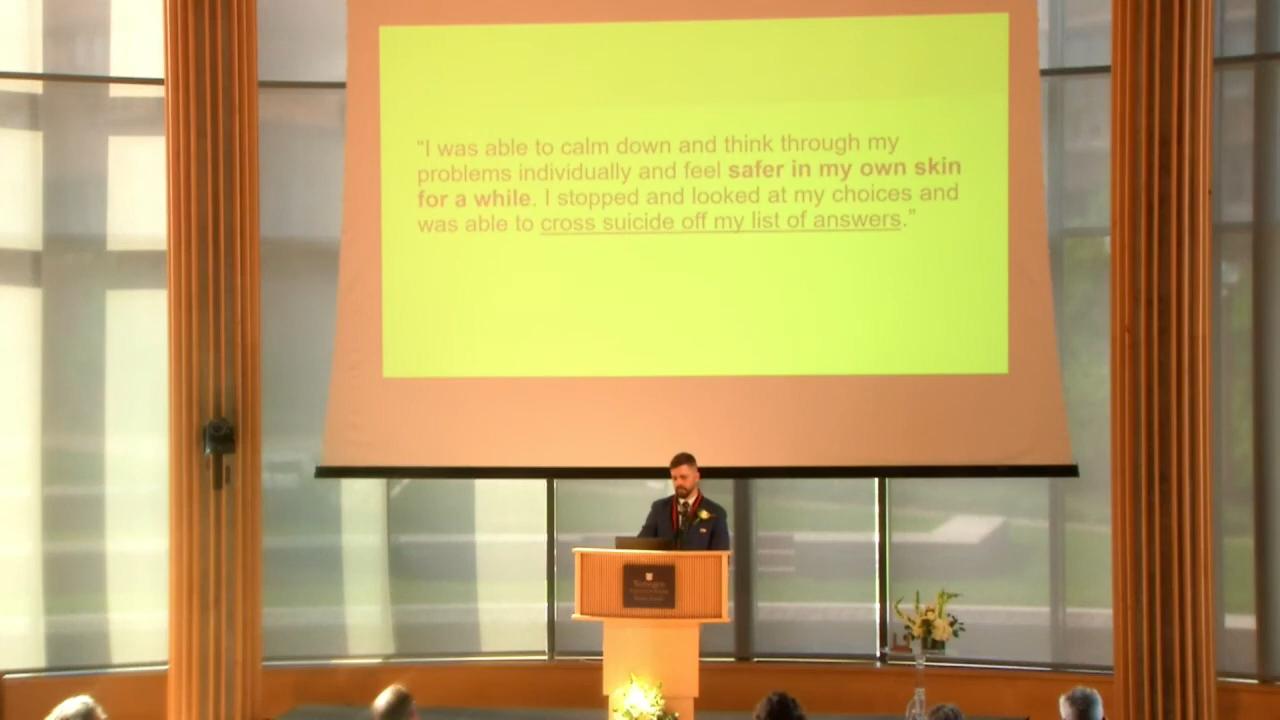 “I was able to calm down and think through my
problems individually and feel safer in my own skin
for a while. I stopped and looked at my choices and
was able to cross suicide off my list of answers.”